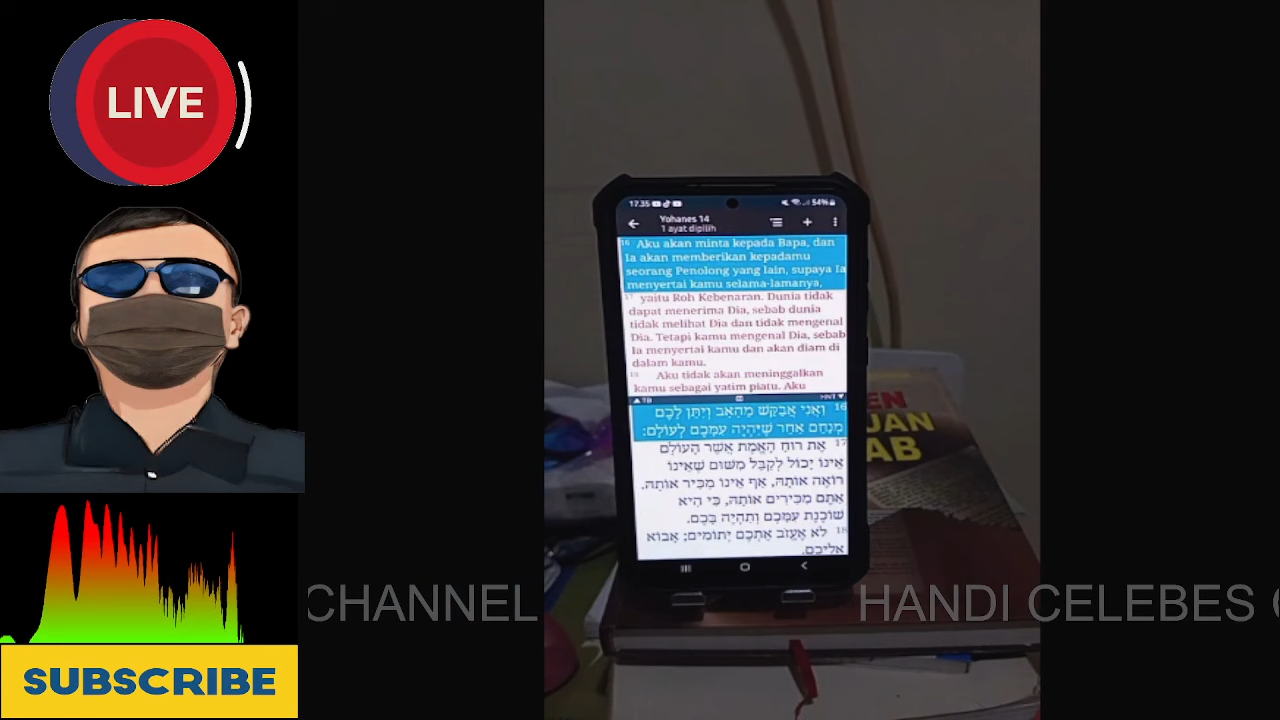 LIVE
17.35
54%
Yohanes 14
1 ayat dipilih
16 Aku akan minta kepada Bapa, dan
Ia akan memberikan kepadamu
seorang Penolong yang lain, supaya Ia
menyertai kamu selama-lamanya,
17 yaitu Roh Kebenaran. Dunia tidak
dapat menerima Dia, sebab dunia
tidak melihat Dia dan tidak mengenal
Dia. Tetapi kamu mengenal Dia, sebab
Ia menyertai kamu dan akan diam di
dalam kamu.
18 Aku tidak akan meninggalkan
kamu sebagai yatim piatu. Aku
▲TB
HNT▼
16 וַאֲנִי אֲבַקֵּשׁ מֵהָאָב וְיִתֵּן לָכֶם
מְנַחֵם אַחֵר שֶׁיִּהְיֶה עִמָּכֶם לְעוֹלָם:
17 אֶת רוּחַ הָאֱמֶת אֲשֶׁר הָעוֹלָם
אֵינוֹ יָכוֹל לְקַבֵּל מִשּׁוּם שֶׁאֵינוֹ
רוֹאֶה אוֹתָהּ, אַף אֵינוֹ מַכִּיר אוֹתָהּ.
אַתֶּם מַכִּירִים אוֹתָהּ, כִּי הִיא
שׁוֹכֶנֶת עִמָּכֶם וְתִהְיֶה בָּכֶם.
18 לֹא אֶעֱזֹב אֶתְכֶם יְתוֹמִים; אָבוֹא
אֲלֵיכֶם.
CHANNEL
HANDI CELEBES
SUBSCRIBE